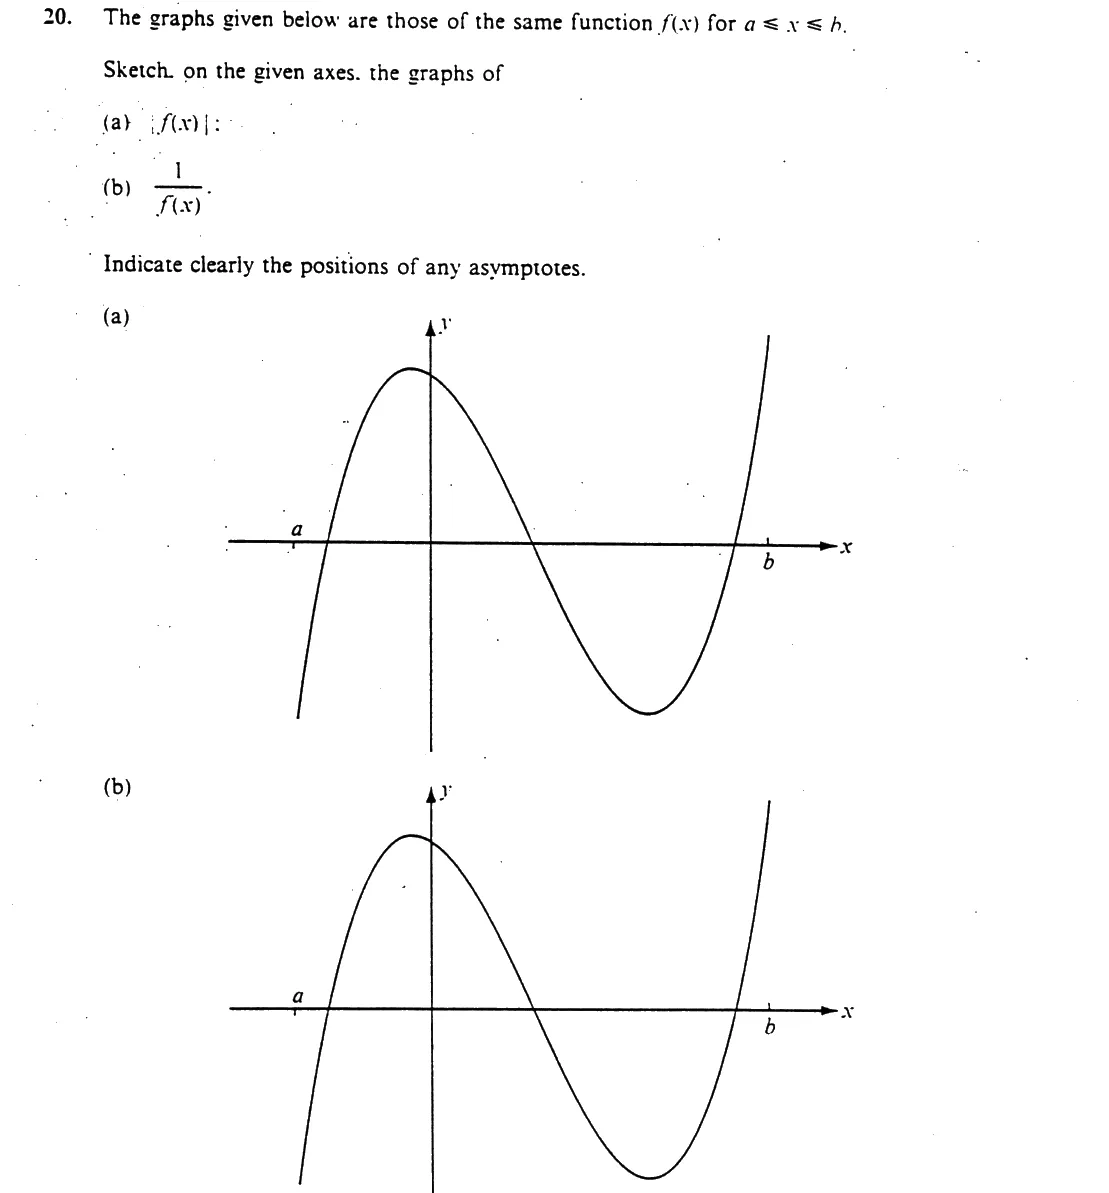 20. The graphs given below are those of the same function f(x) for a ⩽ x ⩽ b.
Sketch on the given axes. the graphs of
(a) |f(x)|:
(b) 1/f(x).
Indicate clearly the positions of any asymptotes.
(a)
y
a
x
b
(b)
y
a
x
b